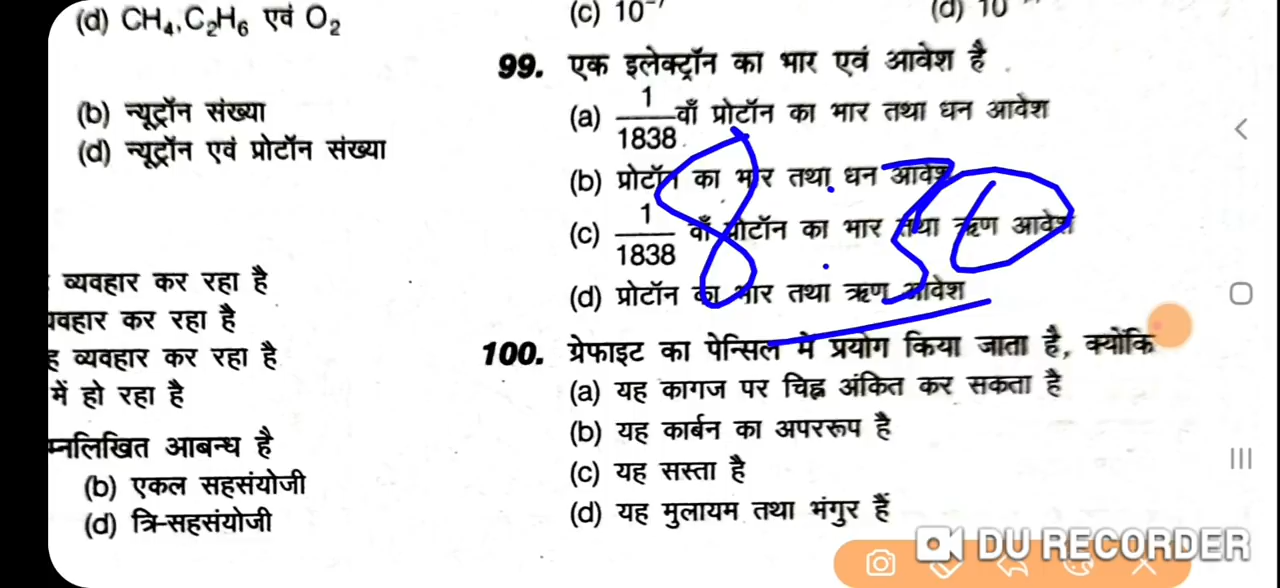 (d) CH₄, C₂H₆ एवं O₂
(b) न्यूट्रॉन संख्या
(d) न्यूट्रॉन एवं प्रोटॉन संख्या
व्यवहार कर रहा है
व्यवहार कर रहा है
व्यवहार कर रहा है
में हो रहा है
म्नलिखित आबन्ध है
(b) एकल सहसंयोजी
(d) त्रि-सहसंयोजी
(c) 10⁻⁷
(d) 10
99. एक इलेक्ट्रॉन का भार एवं आवेश है
(a) 1/1838 वाँ प्रोटॉन का भार तथा धन आवेश
(b) प्रोटॉन का भार तथा धन आवेश
(c) 1/1838 वाँ प्रोटॉन का भार तथा ऋण आवेश
(d) प्रोटॉन का भार तथा ऋण आवेश
8:30
100. ग्रेफाइट का पेन्सिल में प्रयोग किया जाता है, क्योंकि
(a) यह कागज पर चिह्न अंकित कर सकता है
(b) यह कार्बन का अपररूप है
(c) यह सस्ता है
(d) यह मुलायम तथा भंगुर हैं
DU RECORDER